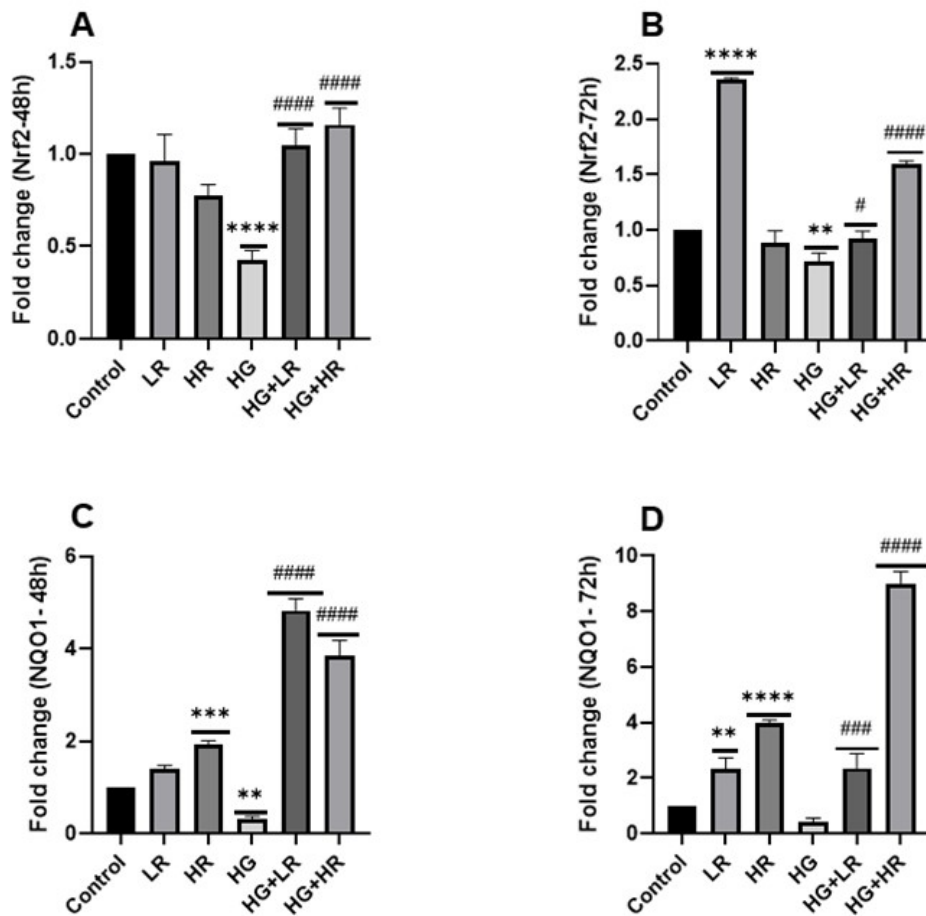 A
Fold change (Nrf2-48h)
1.5
1.0
0.5
0.0
****
####
####
Control
LR
HR
HG
HG+LR
HG+HR
B
Fold change (Nrf2-72h)
2.5
2.0
1.5
1.0
0.5
0.0
****
**
#
####
Control
LR
HR
HG
HG+LR
HG+HR
C
Fold change (NQO1- 48h)
6
4
2
0
***
**
####
####
Control
LR
HR
HG
HG+LR
HG+HR
D
Fold change (NQO1- 72h)
10
8
6
4
2
0
**
****
###
####
Control
LR
HR
HG
HG+LR
HG+HR